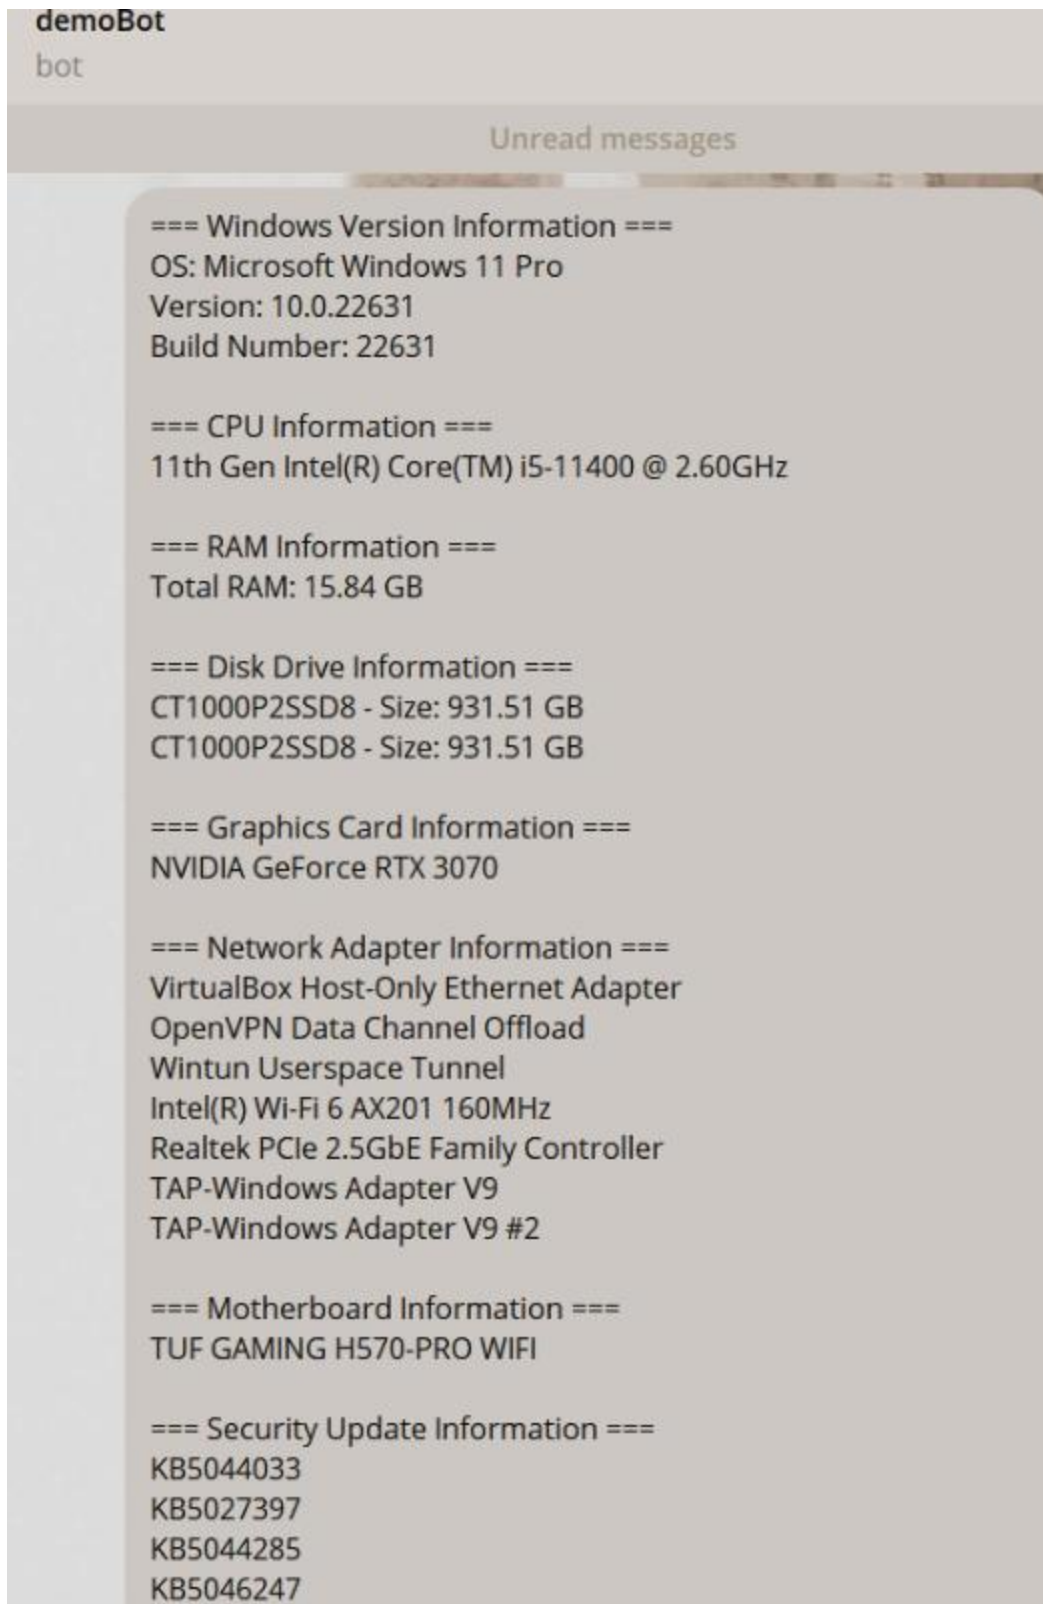 demoBot
bot
Unread messages
=== Windows Version Information ===
OS: Microsoft Windows 11 Pro
Version: 10.0.22631
Build Number: 22631
=== CPU Information ===
11th Gen Intel(R) Core(TM) i5-11400 @ 2.60GHz
=== RAM Information ===
Total RAM: 15.84 GB
=== Disk Drive Information ===
CT1000P2SSD8 - Size: 931.51 GB
CT1000P2SSD8 - Size: 931.51 GB
=== Graphics Card Information ===
NVIDIA GeForce RTX 3070
=== Network Adapter Information ===
VirtualBox Host-Only Ethernet Adapter
OpenVPN Data Channel Offload
Wintun Userspace Tunnel
Intel(R) Wi-Fi 6 AX201 160MHz
Realtek PCIe 2.5GbE Family Controller
TAP-Windows Adapter V9
TAP-Windows Adapter V9 #2
=== Motherboard Information ===
TUF GAMING H570-PRO WIFI
=== Security Update Information ===
KB5044033
KB5027397
KB5044285
KB5046247